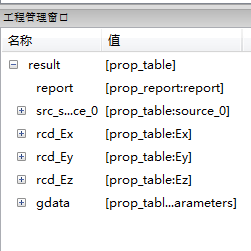 工程管理窗口
名称 值
result [prop_table]
report [prop_report:report]
src_s...ce_0 [prop_table:source_0]
rcd_Ex [prop_table:Ex]
rcd_Ey [prop_table:Ey]
rcd_Ez [prop_table:Ez]
gdata [prop_tabl...arameters]